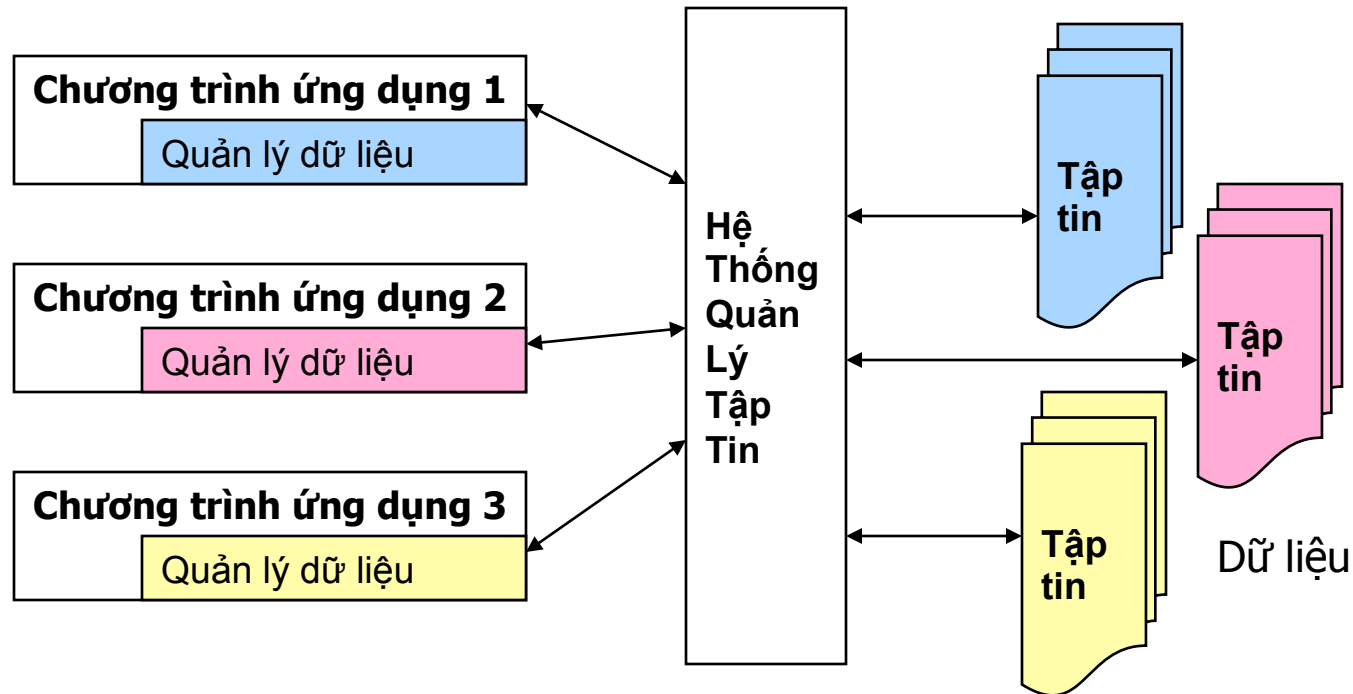 Chương trình ứng dụng 1
Quản lý dữ liệu
Chương trình ứng dụng 2
Quản lý dữ liệu
Chương trình ứng dụng 3
Quản lý dữ liệu
Hệ
Thống
Quản
Lý
Tập
Tin
Tập
tin
Tập
tin
Tập
tin
Dữ liệu